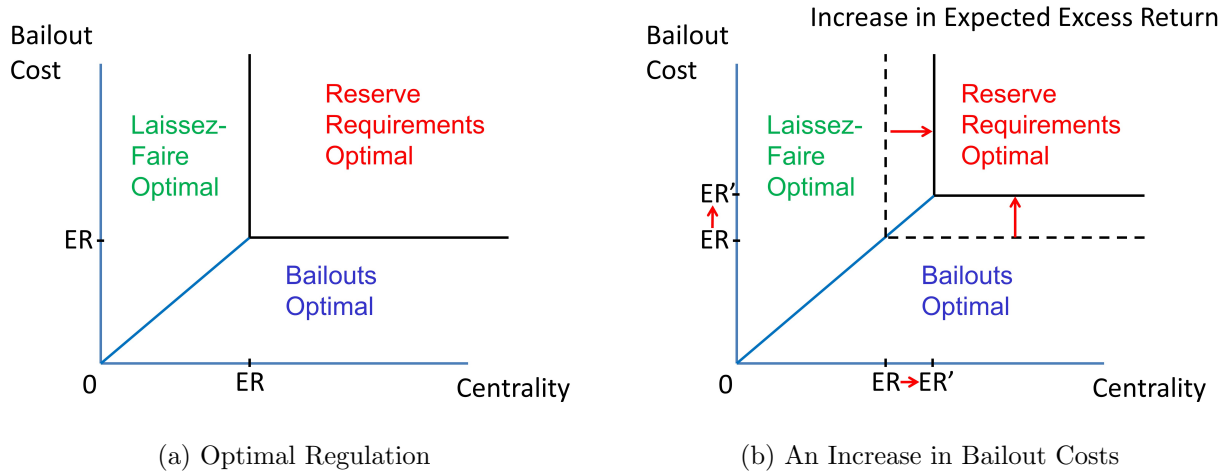 Bailout
Cost
Laissez-
Faire
Optimal
Reserve
Requirements
Optimal
ER
Bailouts
Optimal
0
ER
Centrality
(a) Optimal Regulation
Increase in Expected Excess Return
Bailout
Cost
Laissez-
Faire
Optimal
Reserve
Requirements
Optimal
ER’
ER
Bailouts
Optimal
0
ER
ER’
Centrality
(b) An Increase in Bailout Costs